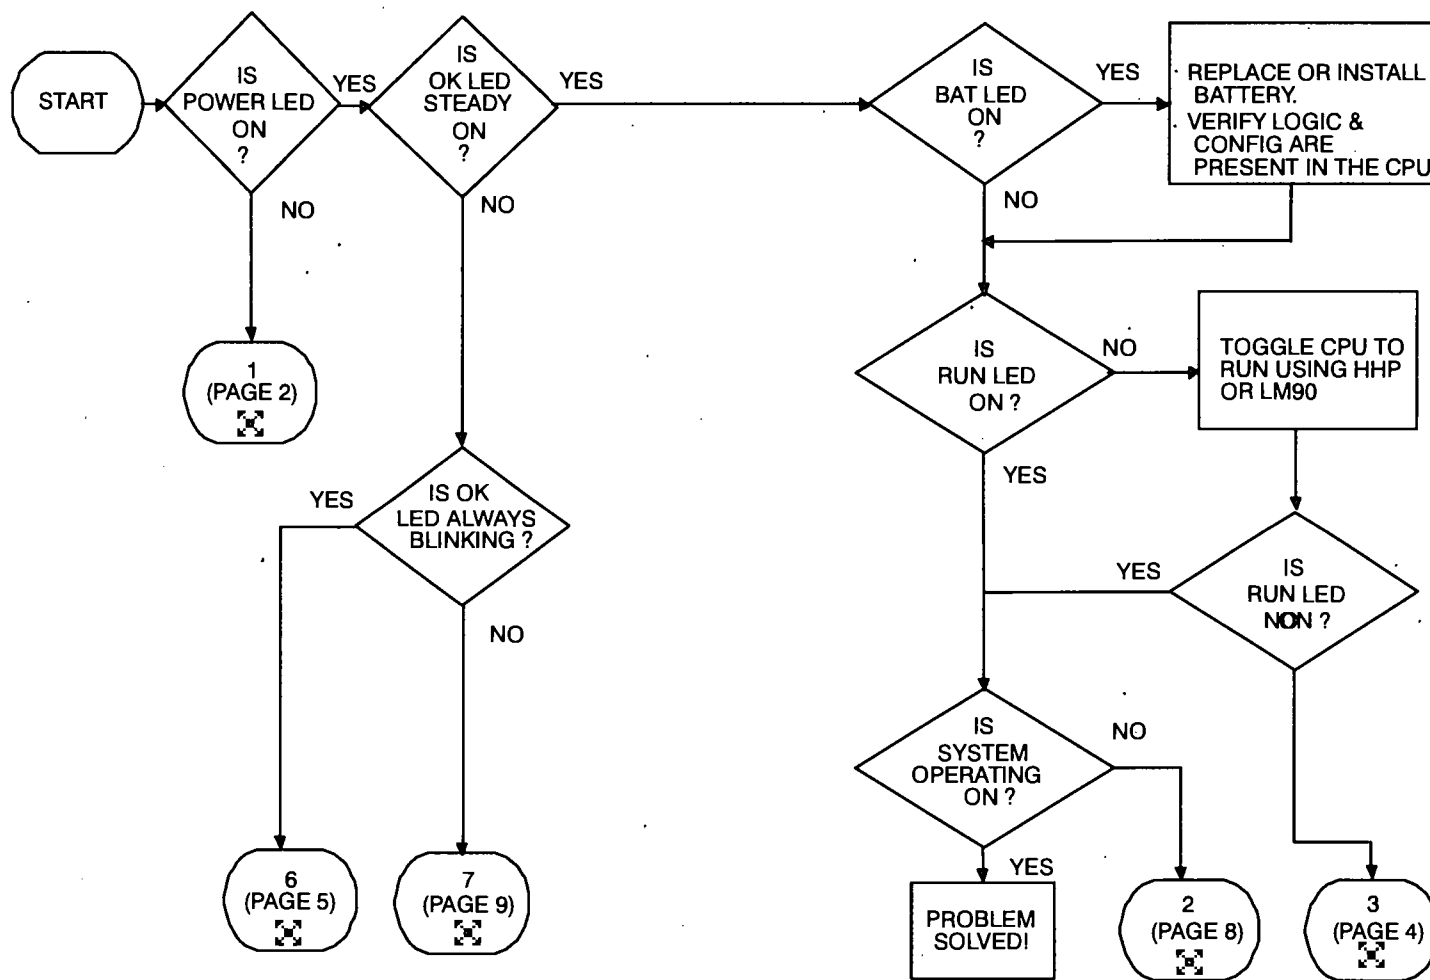 START
IS
POWER LED
ON
?
YES
NO
1
(PAGE 2)
IS
OK LED
STEADY
ON
?
YES
NO
IS OK
LED ALWAYS
BLINKING ?
YES
NO
6
(PAGE 5)
7
(PAGE 9)
IS
BAT LED
ON
?
YES
NO
REPLACE OR INSTALL
BATTERY.
VERIFY LOGIC &
CONFIG ARE
PRESENT IN THE CPU
IS
RUN LED
ON ?
NO
YES
TOGGLE CPU TO
RUN USING HHP
OR LM90
IS
RUN LED
ON ?
YES
NO
IS
SYSTEM
OPERATING
ON ?
NO
YES
PROBLEM
SOLVED!
2
(PAGE 8)
3
(PAGE 4)